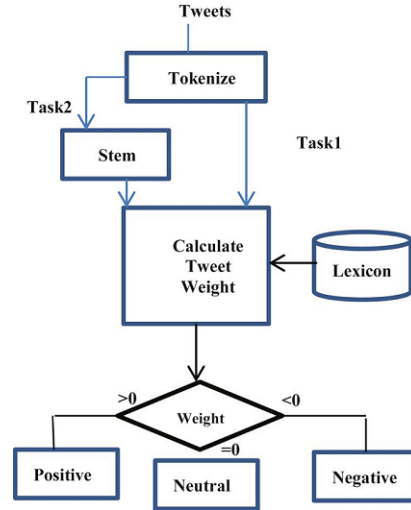 Tweets
Tokenize
Task2
Task1
Stem
Calculate
Tweet
Weight
Lexicon
>0
<0
Weight
=0
Positive
Neutral
Negative